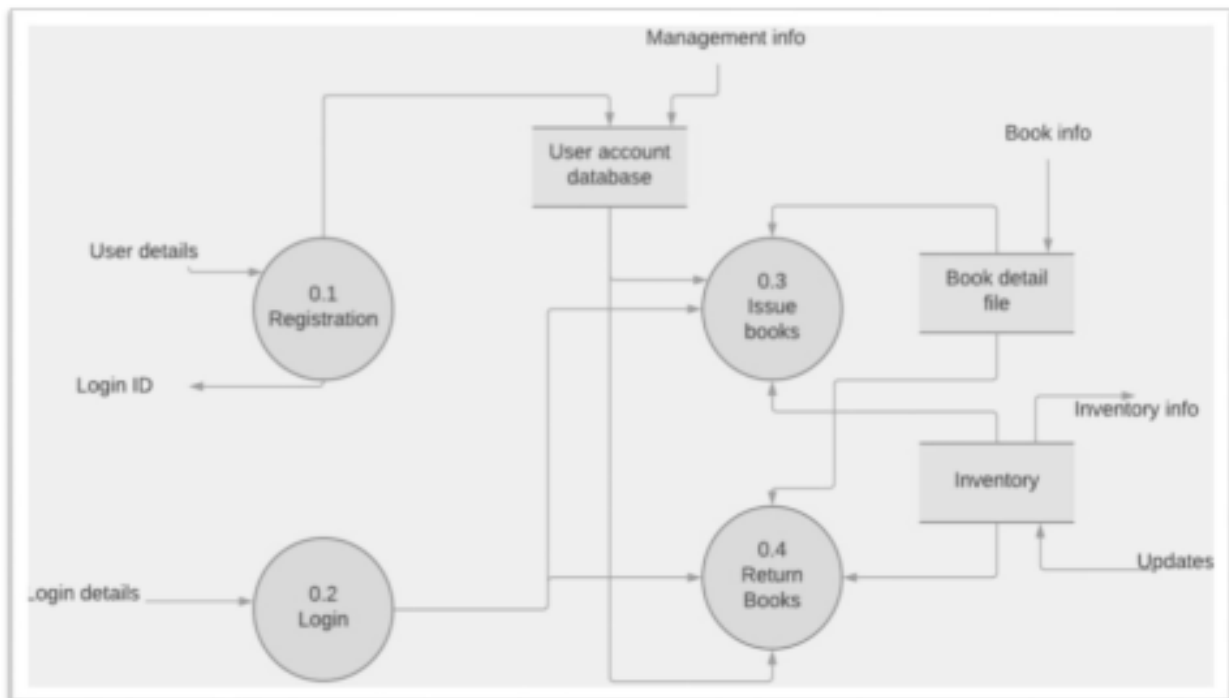 Management info
User account
database
Book info
User details
0.1
Registration
0.3
Issue
books
Book detail
file
Login ID
Inventory info
Inventory
0.4
Return
Books
Updates
Login details
0.2
Login